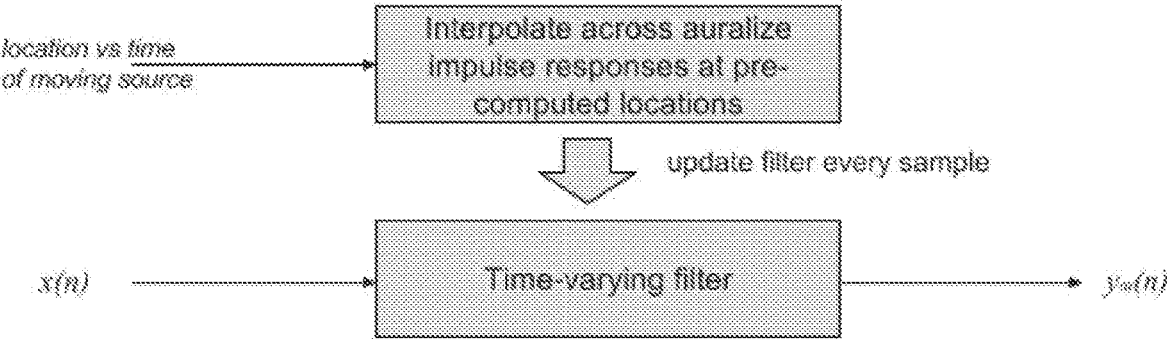 location vs time
of moving source
Interpolate across auralize
impulse responses at pre-
computed locations
update filter every sample
x(n)
Time-varying filter